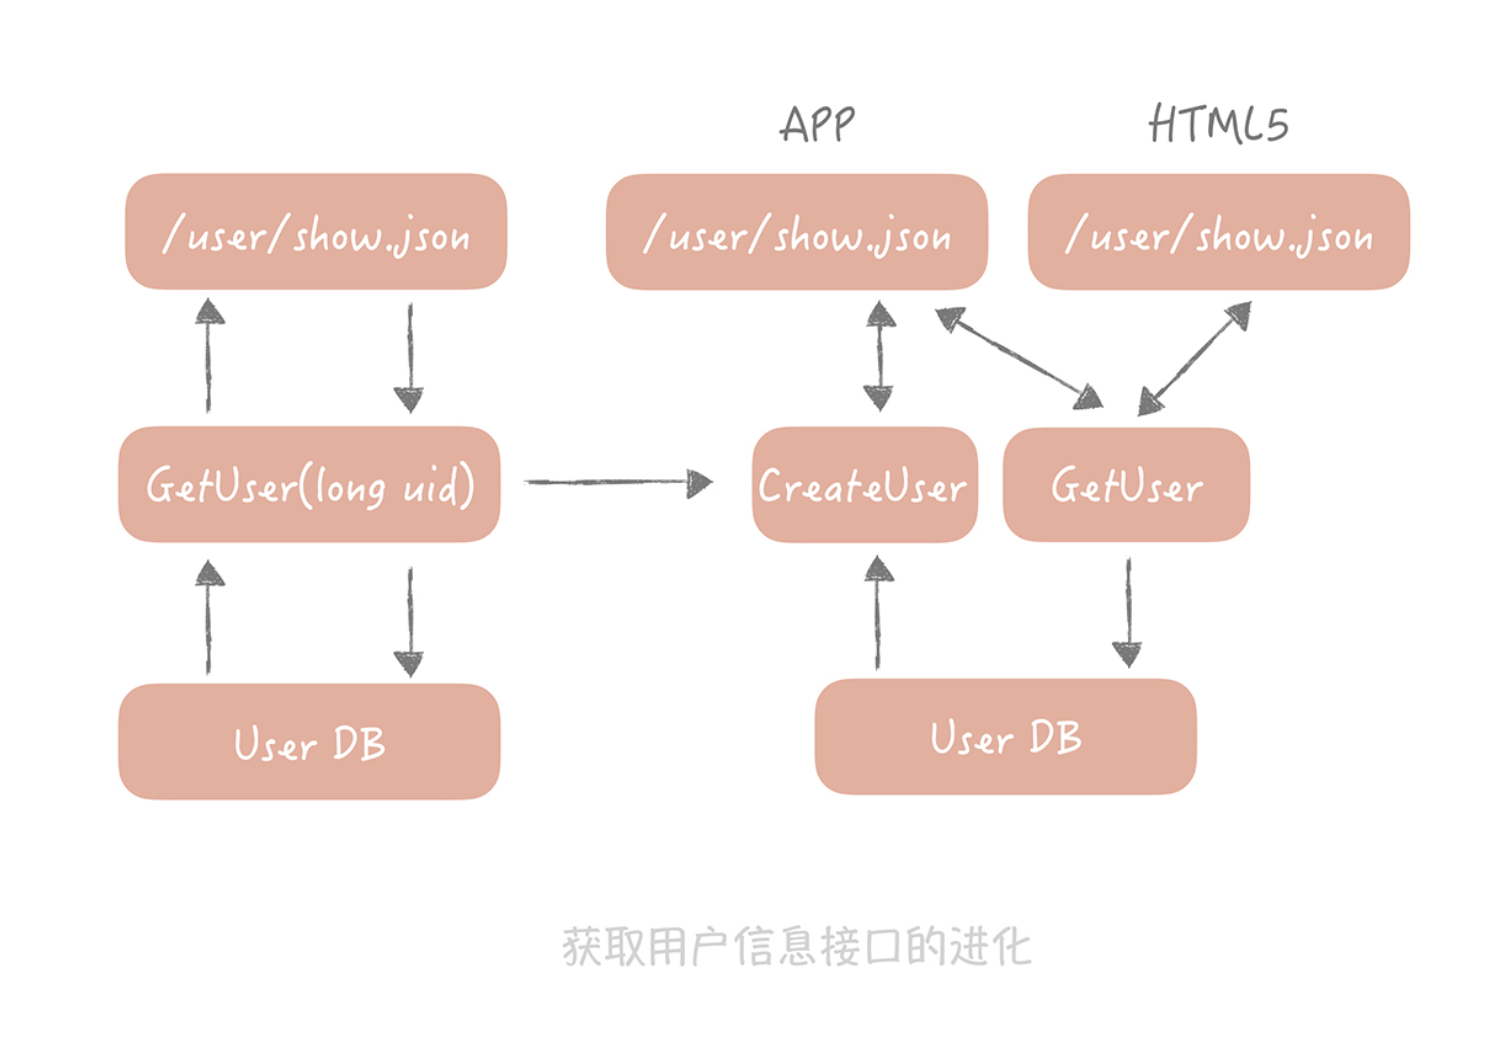 APP
HTML5
/user/show.json
/user/show.json
/user/show.json
GetUser(long uid)
CreateUser
GetUser
User DB
User DB
获取用户信息接口的进化